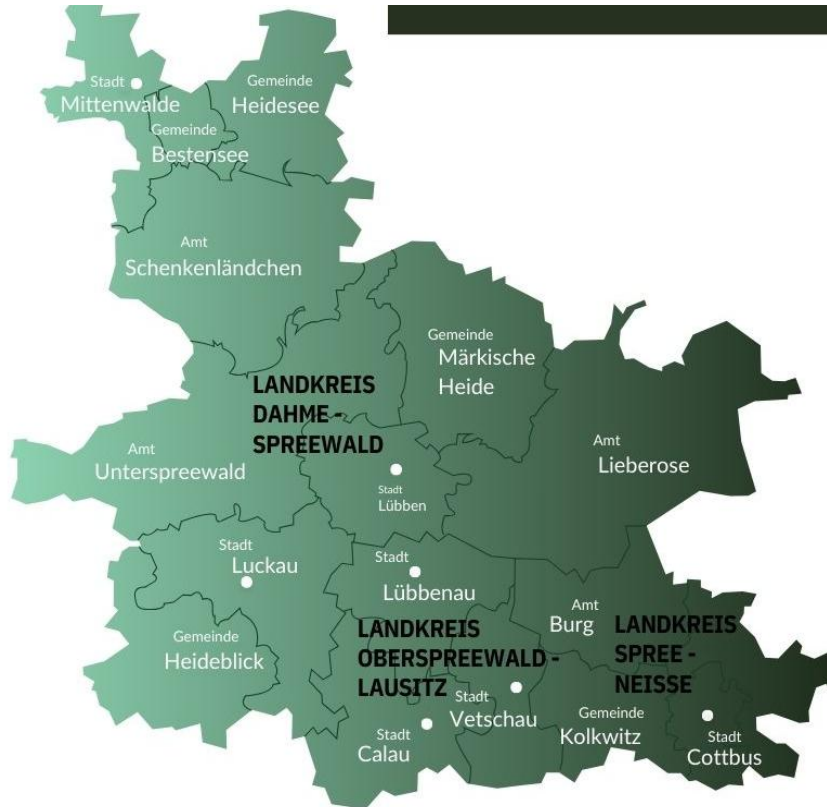 Stadt
Mittenwalde
Gemeinde
Heidesee
Gemeinde
Bestensee
Amt
Schenkenländchen
Gemeinde
Märkische
Heide
LANDKREIS
DAHME -
SPREEWALD
Amt
Unterspreewald
Amt
Lieberose
Stadt
Lübben
Stadt
Luckau
Stadt
Lübbenau
Amt
Burg
LANDKREIS
SPREE -
NEISSE
LANDKREIS
OBERSPREEWALD -
LAUSITZ
Gemeinde
Heideblick
Stadt
Vetschau
Gemeinde
Kolkwitz
Stadt
Calau
Stadt
Cottbus